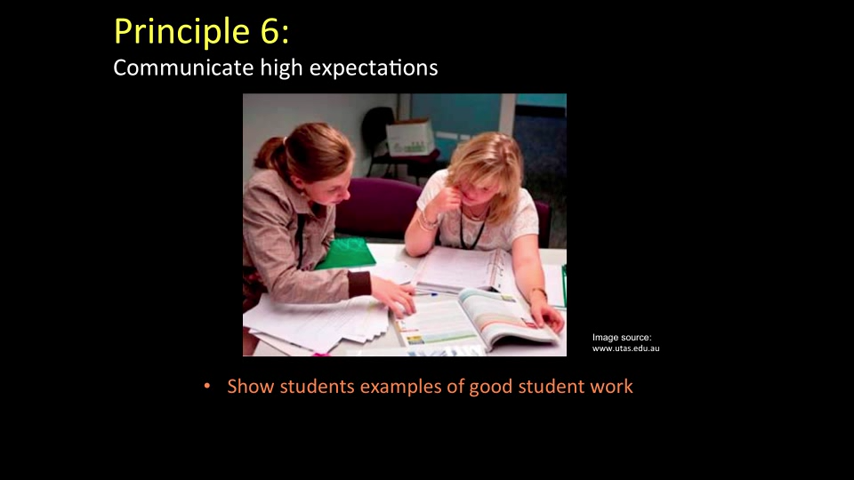 Principle 6:
Communicate high expectations
Image source:
www.utas.edu.au
• Show students examples of good student work